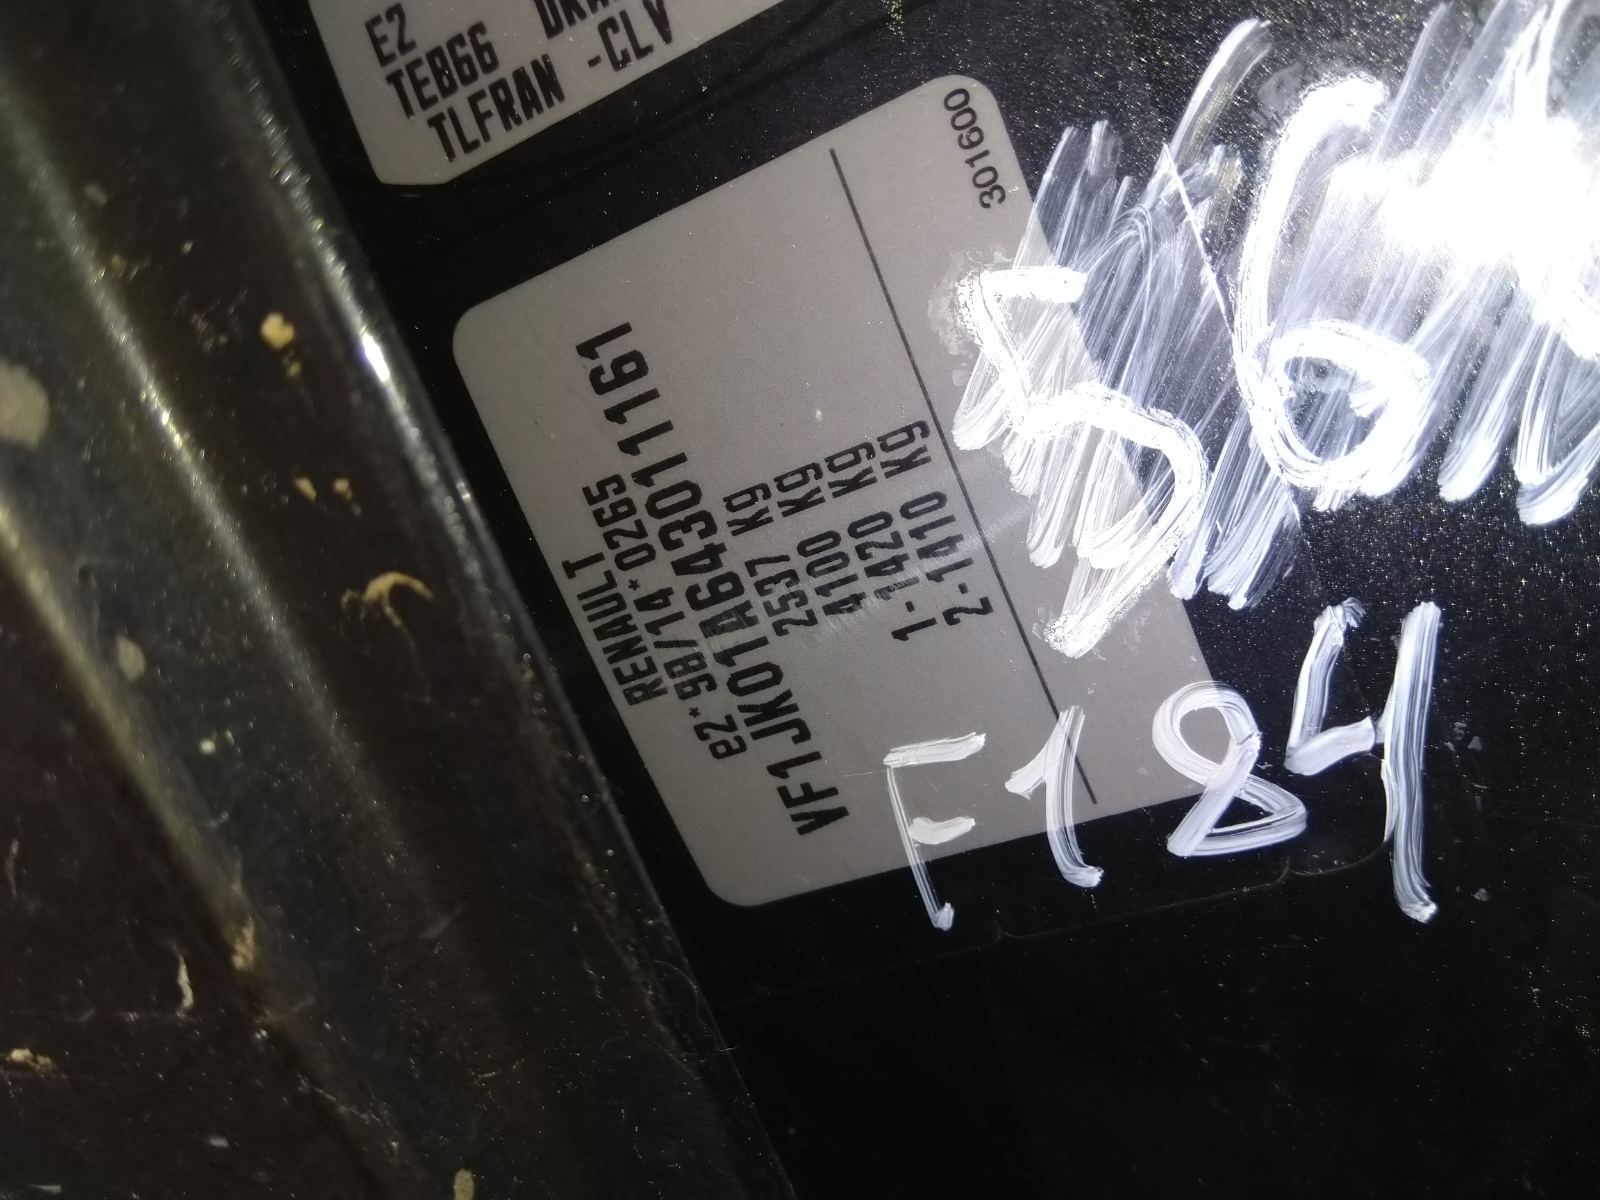 E2
TEB66
TLFRAN -CLV
RENAULT
e2*98/14*0265
VF1JK01A643011161
2537 Kg
4100 Kg
1-1420 Kg
2-1410 Kg
301600
F184